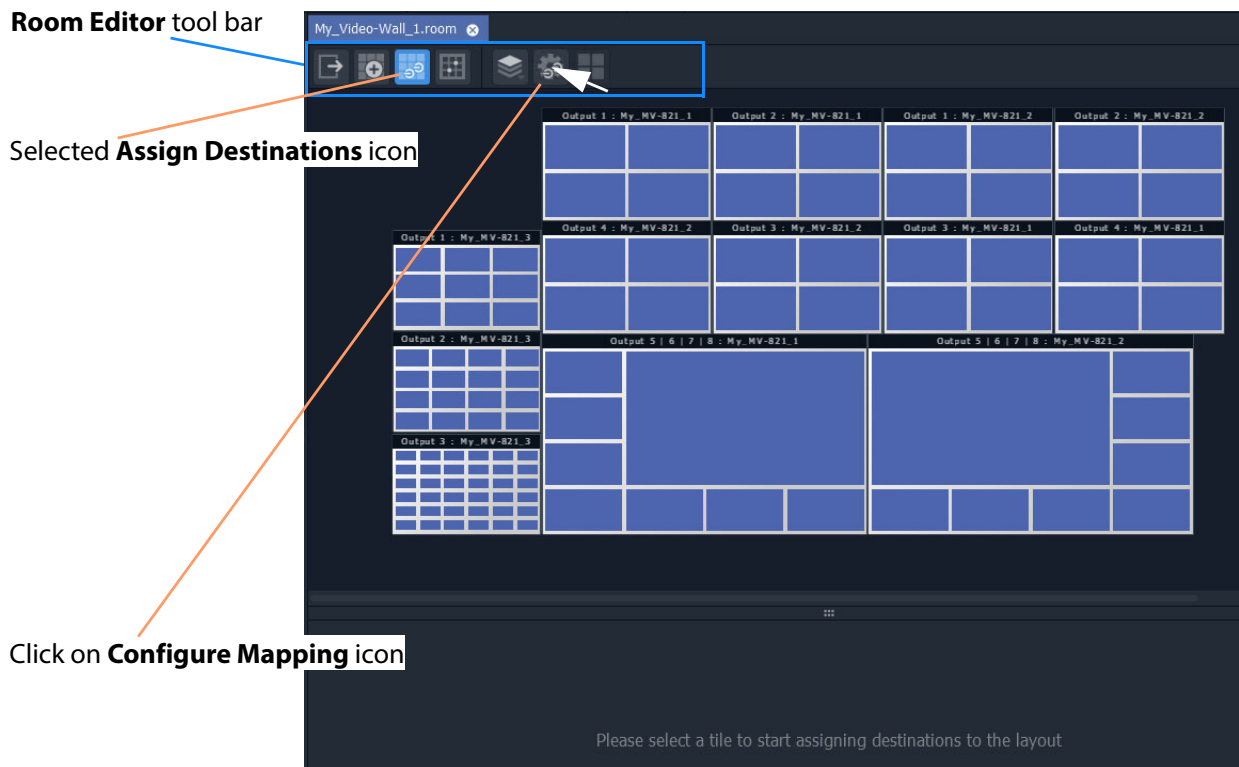 Room Editor tool bar
My_Video-Wall_1.room
Selected Assign Destinations icon
Output 1 : My_MV-821_1
Output 2 : My_MV-821_1
Output 1 : My_MV-821_2
Output 2 : My_MV-821_2
Output 4 : My_MV-821_2
Output 3 : My_MV-821_2
Output 3 : My_MV-821_1
Output 4 : My_MV-821_1
Output 1 : My_MV-821_3
Output 2 : My_MV-821_3
Output 5 | 6 | 7 | 8 : My_MV-821_1
Output 5 | 6 | 7 | 8 : My_MV-821_2
Output 3 : My_MV-821_3
Click on Configure Mapping icon
Please select a tile to start assigning destinations to the layout